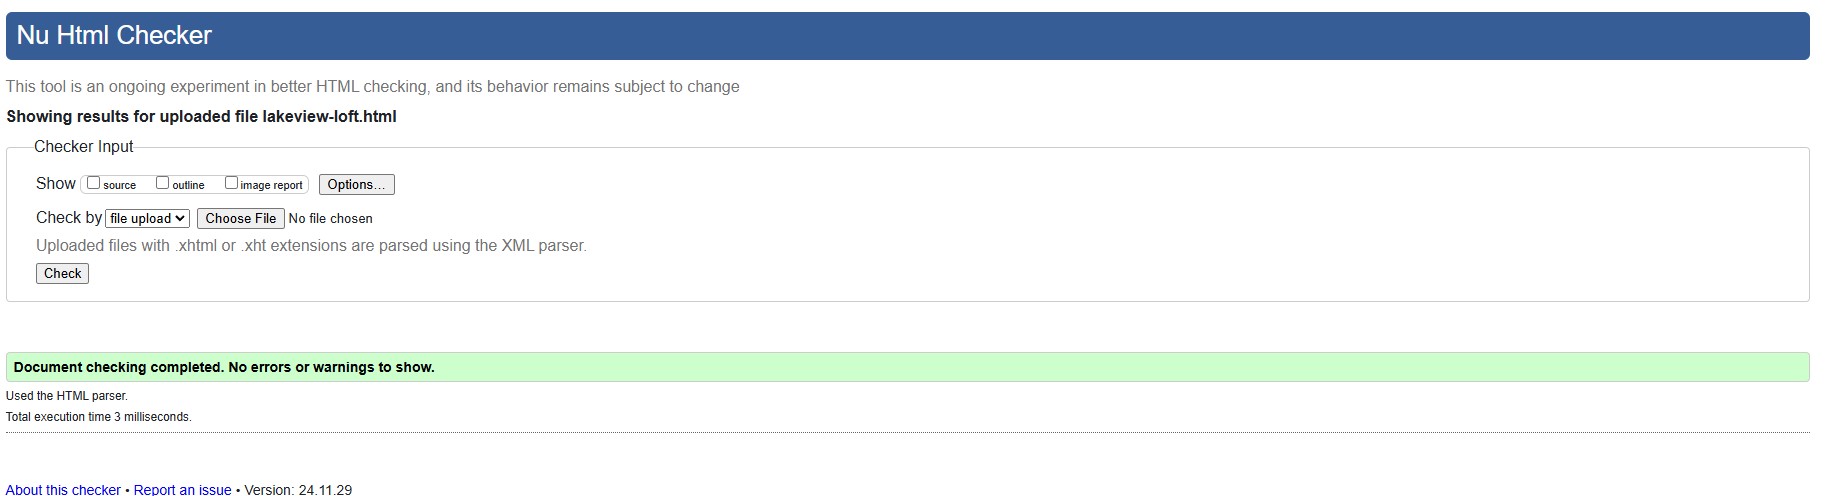 Nu Html Checker
This tool is an ongoing experiment in better HTML checking, and its behavior remains subject to change
Showing results for uploaded file lakeview-loft.html
Checker Input
Show source outline image report Options...
Check by file upload Choose File No file chosen
Uploaded files with .xhtml or .xht extensions are parsed using the XML parser.
Check
Document checking completed. No errors or warnings to show.
Used the HTML parser.
Total execution time 3 milliseconds.
About this checker • Report an issue • Version: 24.11.29